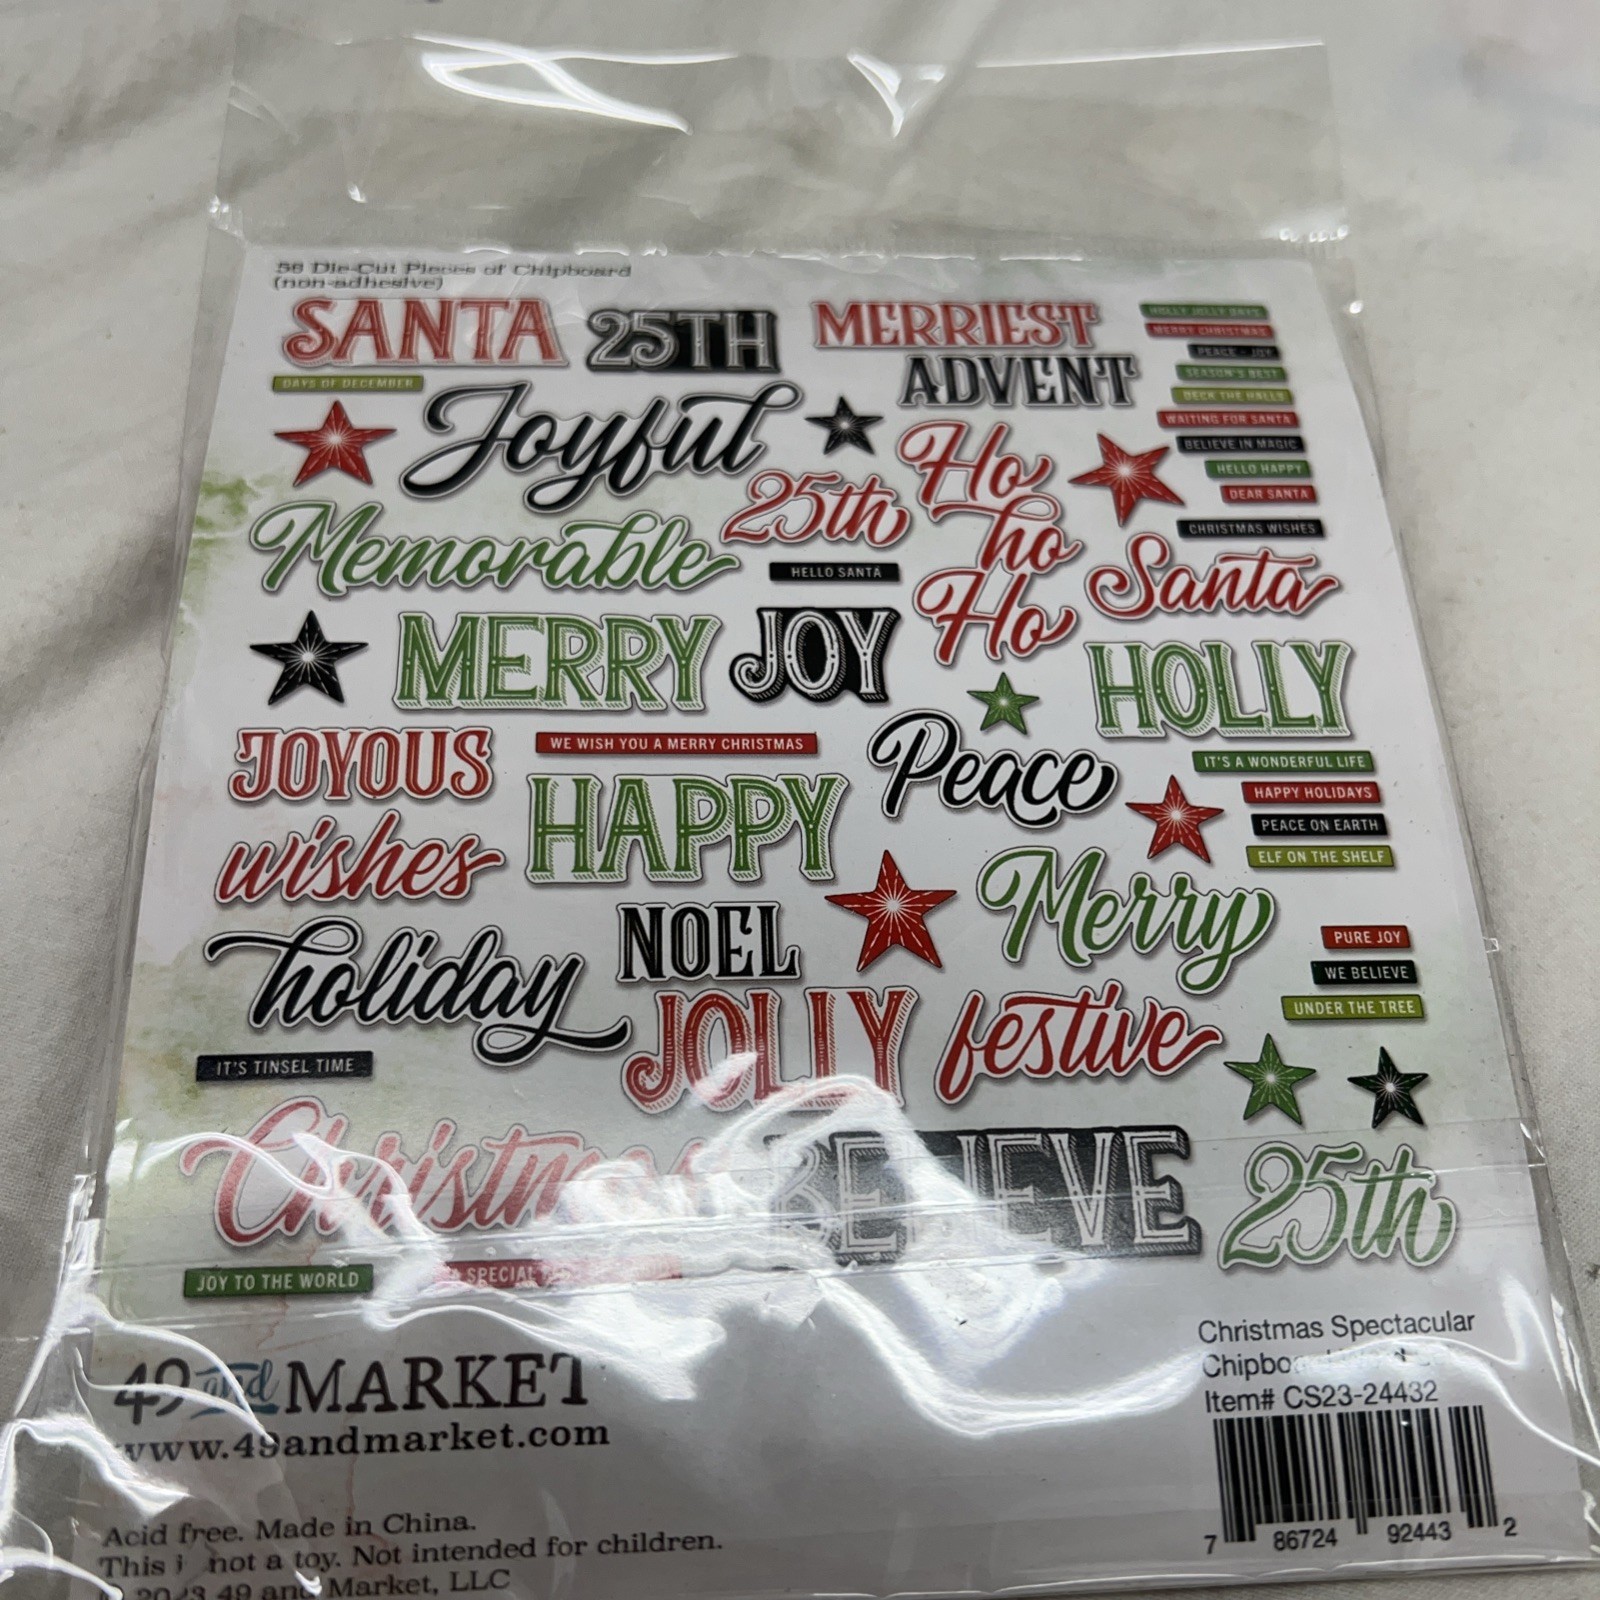 56 Die-Cut Pieces of Chipboard
(non-adhesive)
SANTA
25TH
MERRIEST
ADVENT
HOLLY JOLLY DAYS
MERRY CHRISTMAS
PEACE - JOY
SEASON'S BEST
DECK THE HALLS
WAITING FOR SANTA
BELIEVE IN MAGIC
HELLO HAPPY
DEAR SANTA
CHRISTMAS WISHES
DAYS OF DECEMBER
Joyful
25th
Ho
ho
Ho
Memorable
HELLO SANTA
Santa
MERRY
JOY
HOLLY
JOYOUS
WE WISH YOU A MERRY CHRISTMAS
Peace
IT'S A WONDERFUL LIFE
HAPPY HOLIDAYS
PEACE ON EARTH
ELF ON THE SHELF
HAPPY
wishes
Merry
NOEL
holiday
PURE JOY
WE BELIEVE
UNDER THE TREE
JOLLY
festive
IT'S TINSEL TIME
Christmas
BELIEVE
25th
JOY TO THE WORLD
SPECIAL
49 and MARKET
www.49andmarket.com
Christmas Spectacular
Item# CS23-24432
7 86724 92443 2
Acid free. Made in China.
This not a toy. Not intended for children.
2023 49 and Market, LLC